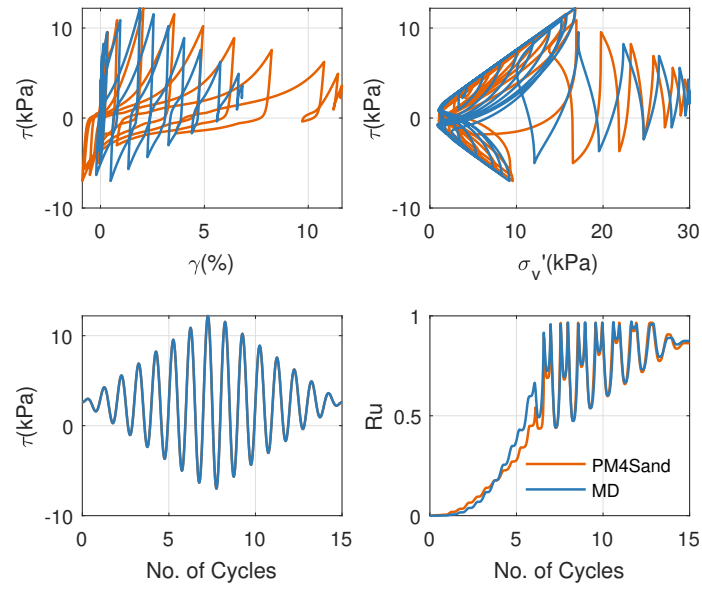 10
0
-10
τ(kPa)
0
5
10
γ(%)
10
0
-10
τ(kPa)
0
10
20
30
σv'(kPa)
10
0
-10
τ(kPa)
0
5
10
15
No. of Cycles
1
0.5
0
Ru
PM4Sand
MD
0
5
10
15
No. of Cycles